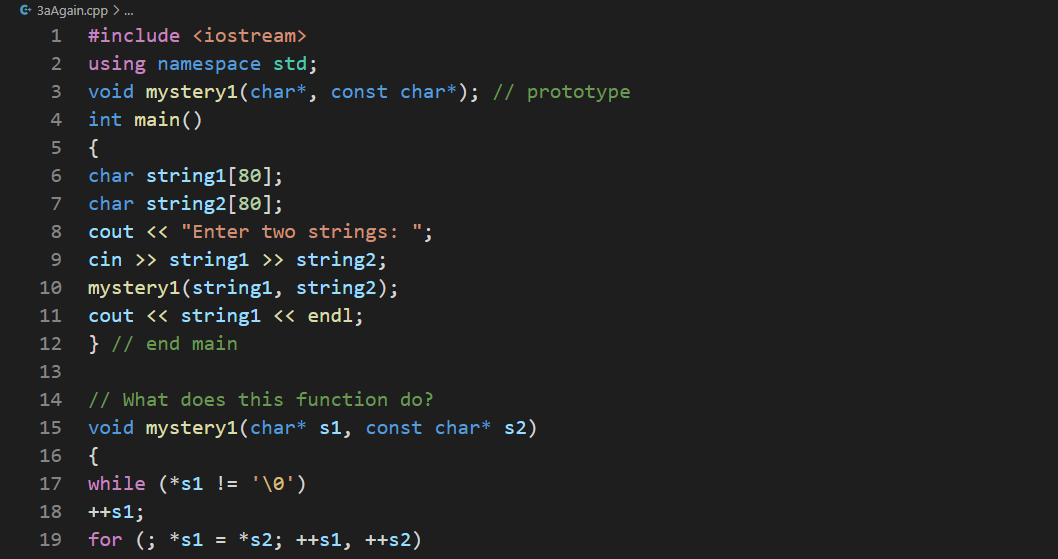 3aAgain.cpp > ...
1 #include <iostream>
2 using namespace std;
3 void mystery1(char*, const char*); // prototype
4 int main()
5 {
6 char string1[80];
7 char string2[80];
8 cout << "Enter two strings: ";
9 cin >> string1 >> string2;
10 mystery1(string1, string2);
11 cout << string1 << endl;
12 } // end main
13
14 // What does this function do?
15 void mystery1(char* s1, const char* s2)
16 {
17 while (*s1 != '\0')
18 ++s1;
19 for (; *s1 = *s2; ++s1, ++s2)